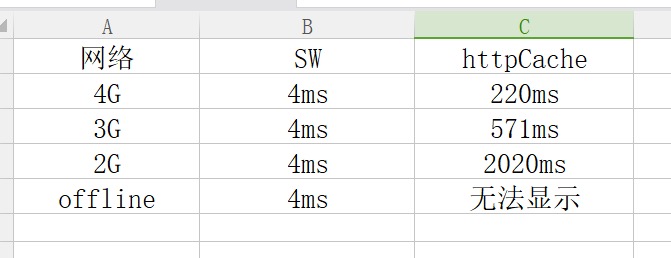 A B C
网络 SW httpCache
4G 4ms 220ms
3G 4ms 571ms
2G 4ms 2020ms
offline 4ms 无法显示